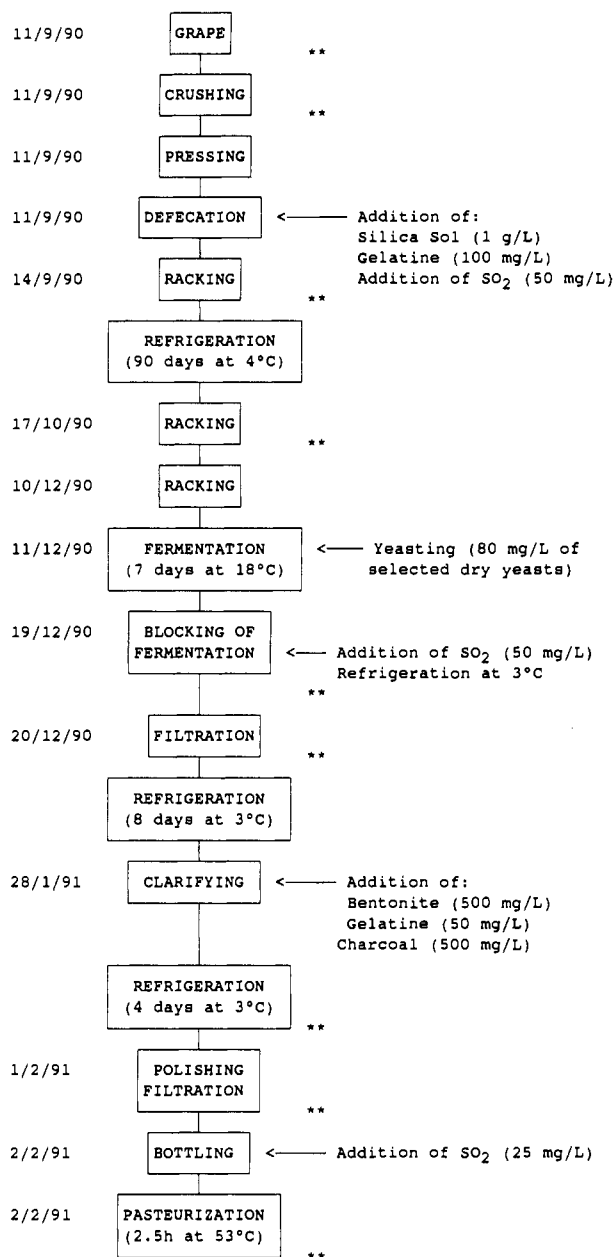 11/9/90 GRAPE
**
11/9/90 CRUSHING
**
11/9/90 PRESSING
11/9/90 DEFECATION <—— Addition of:
Silica Sol (1 g/L)
Gelatine (100 mg/L)
14/9/90 RACKING Addition of SO₂ (50 mg/L)
**
REFRIGERATION
(90 days at 4°C)
17/10/90 RACKING
**
10/12/90 RACKING
11/12/90 FERMENTATION <—— Yeasting (80 mg/L of
(7 days at 18°C) selected dry yeasts)
19/12/90 BLOCKING OF
FERMENTATION <—— Addition of SO₂ (50 mg/L)
Refrigeration at 3°C
**
20/12/90 FILTRATION
**
REFRIGERATION
(8 days at 3°C)
28/1/91 CLARIFYING <—— Addition of:
Bentonite (500 mg/L)
Gelatine (50 mg/L)
Charcoal (500 mg/L)
REFRIGERATION
(4 days at 3°C)
**
1/2/91 POLISHING
FILTRATION
**
2/2/91 BOTTLING <—— Addition of SO₂ (25 mg/L)
2/2/91 PASTEURIZATION
(2.5h at 53°C)
**